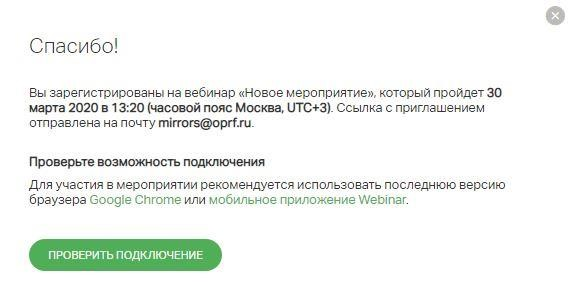 Спасибо!
Вы зарегистрированы на вебинар «Новое мероприятие», который пройдет 30
марта 2020 в 13:20 (часовой пояс Москва, UTC+3). Ссылка с приглашением
отправлена на почту mirrors@oprf.ru.
Проверьте возможность подключения
Для участия в мероприятии рекомендуется использовать последнюю версию
браузера Google Chrome или мобильное приложение Webinar.
ПРОВЕРИТЬ ПОДКЛЮЧЕНИЕ